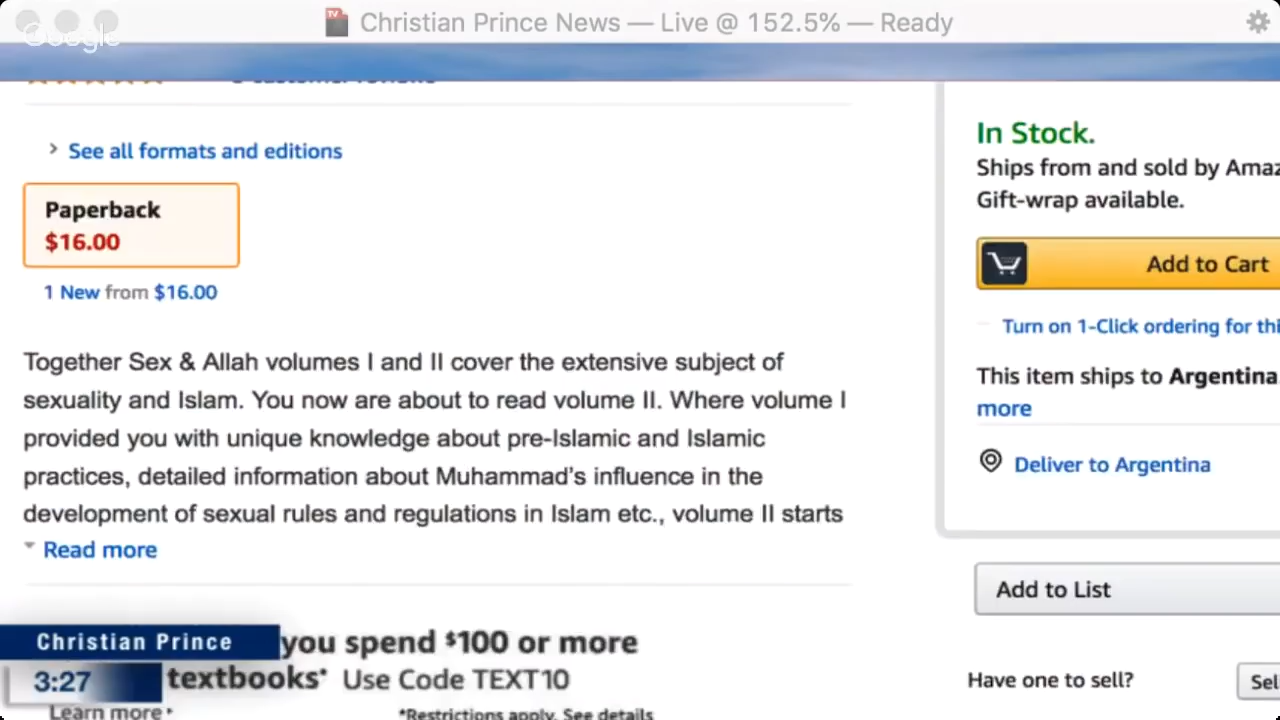 Christian Prince News — Live @ 152.5% — Ready
Google
See all formats and editions
Paperback
$16.00
1 New from $16.00
Together Sex & Allah volumes I and II cover the extensive subject of
sexuality and Islam. You now are about to read volume II. Where volume I
provided you with unique knowledge about pre-Islamic and Islamic
practices, detailed information about Muhammad's influence in the
development of sexual rules and regulations in Islam etc., volume II starts
Read more
In Stock.
Ships from and sold by Amaz
Gift-wrap available.
Add to Cart
Turn on 1-Click ordering for thi
This item ships to Argentina
more
Deliver to Argentina
Add to List
Have one to sell?
Sel
Christian Prince
3:27
you spend $100 or more
textbooks* Use Code TEXT10
Learn more
*Restrictions apply. See details